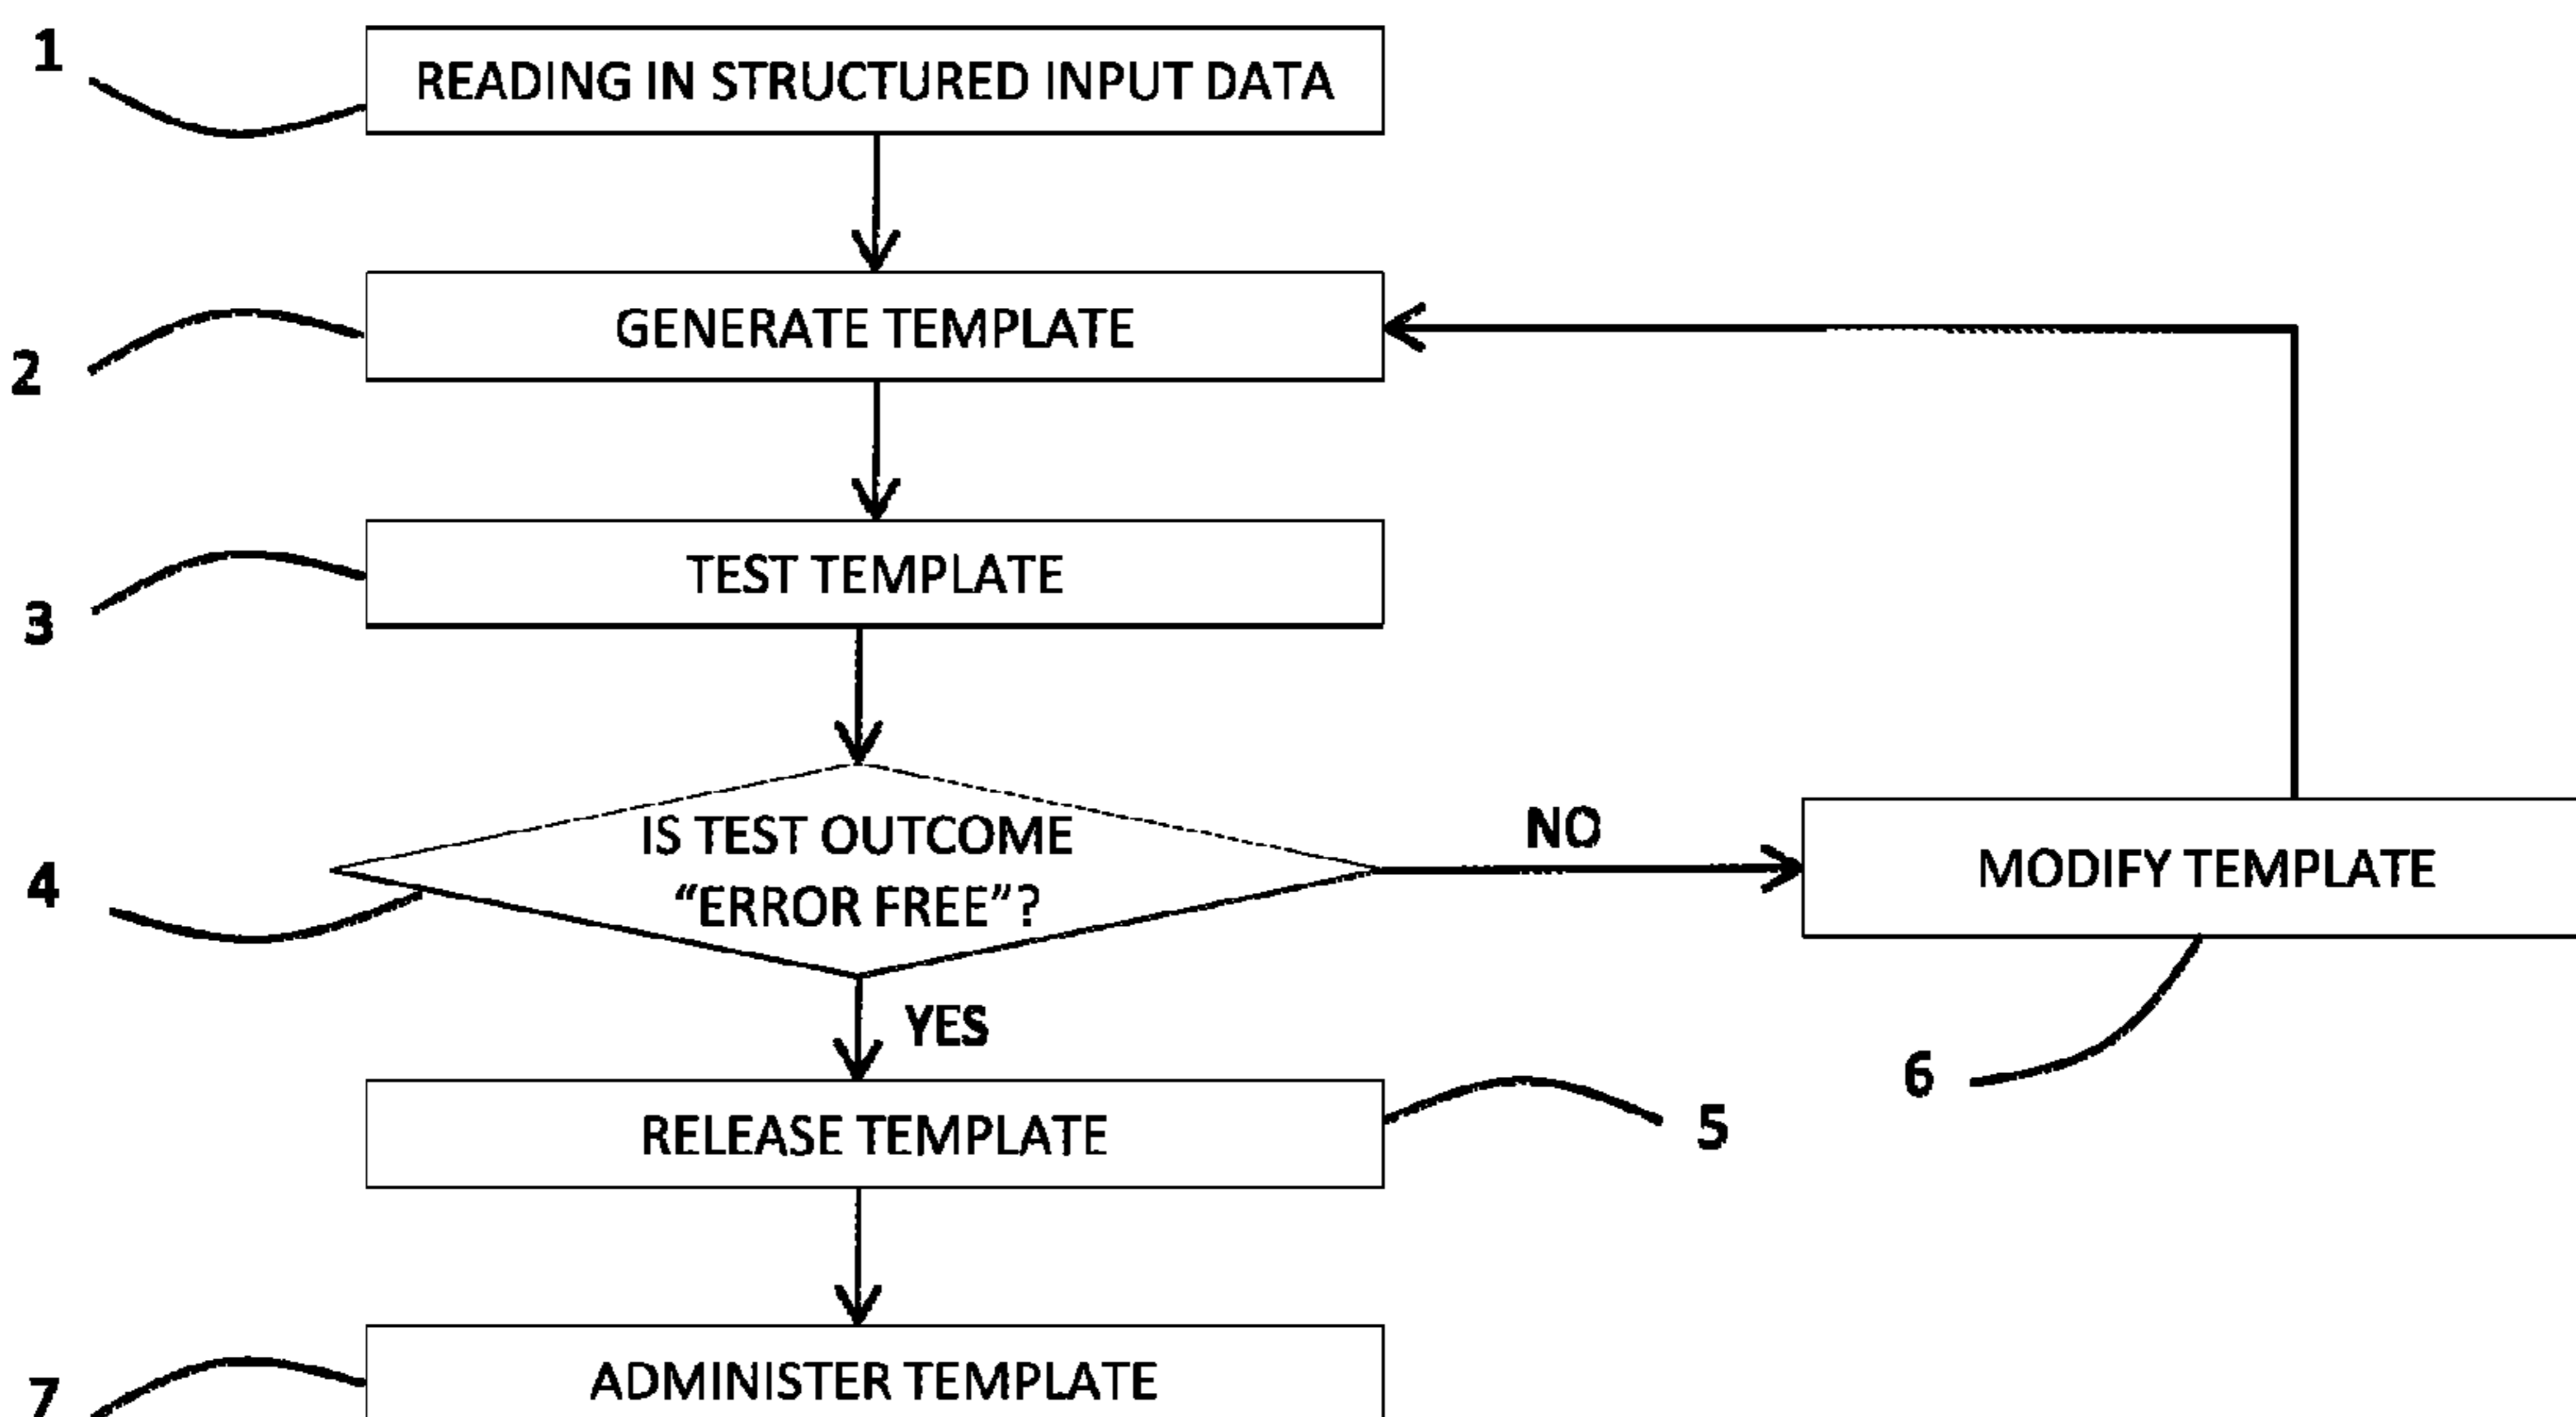 1
READING IN STRUCTURED INPUT DATA
2
GENERATE TEMPLATE
3
TEST TEMPLATE
4
IS TEST OUTCOME
“ERROR FREE”?
NO
MODIFY TEMPLATE
6
YES
RELEASE TEMPLATE
5
7
ADMINISTER TEMPLATE